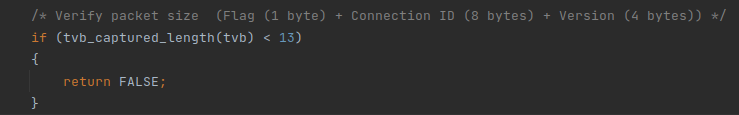 /* Verify packet size  (Flag (1 byte) + Connection ID (8 bytes) + Version (4 bytes)) */
if (tvb_captured_length(tvb) < 13)
{
    return FALSE;
}